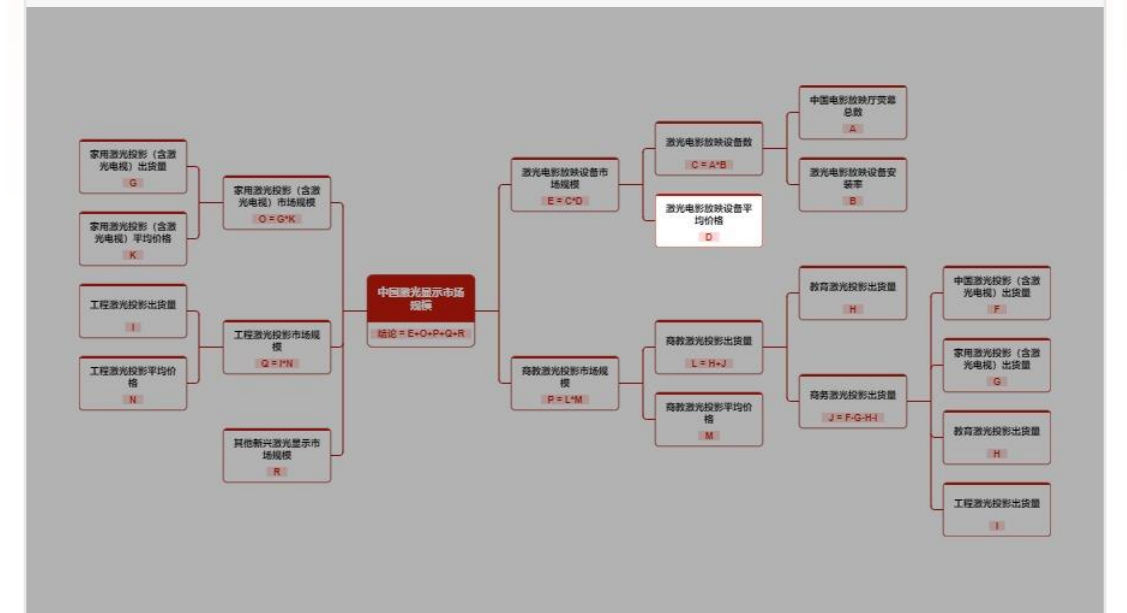 中国电影放映厅荧幕
总数
A
激光电影放映设备数
C = A*B
激光电影放映设备安
装率
B
激光电影放映设备市
场规模
E = C*D
激光电影放映设备平
均价格
D
家用激光投影（含激
光电视）出货量
G
家用激光投影（含激
光电视）市场规模
O = G*K
家用激光投影（含激
光电视）平均价格
K
中国激光显示市场
规模
结论 = E+O+P+Q+R
工程激光投影出货量
I
工程激光投影市场规
模
Q = I*N
工程激光投影平均价
格
N
其他新兴激光显示市
场规模
R
商教激光投影市场规
模
P = L*M
商教激光投影出货量
L = H+J
商教激光投影平均价
格
M
教育激光投影出货量
H
商务激光投影出货量
J = F-G-H-I
中国激光投影（含激
光电视）出货量
F
家用激光投影（含激
光电视）出货量
G
教育激光投影出货量
H
工程激光投影出货量
I